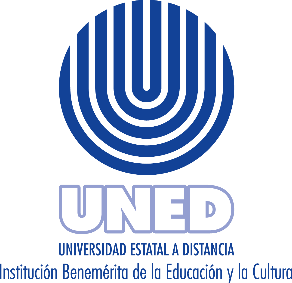 UNED
UNIVERSIDAD ESTATAL A DISTANCIA
Institución Benemérita de la Educación y la Cultura